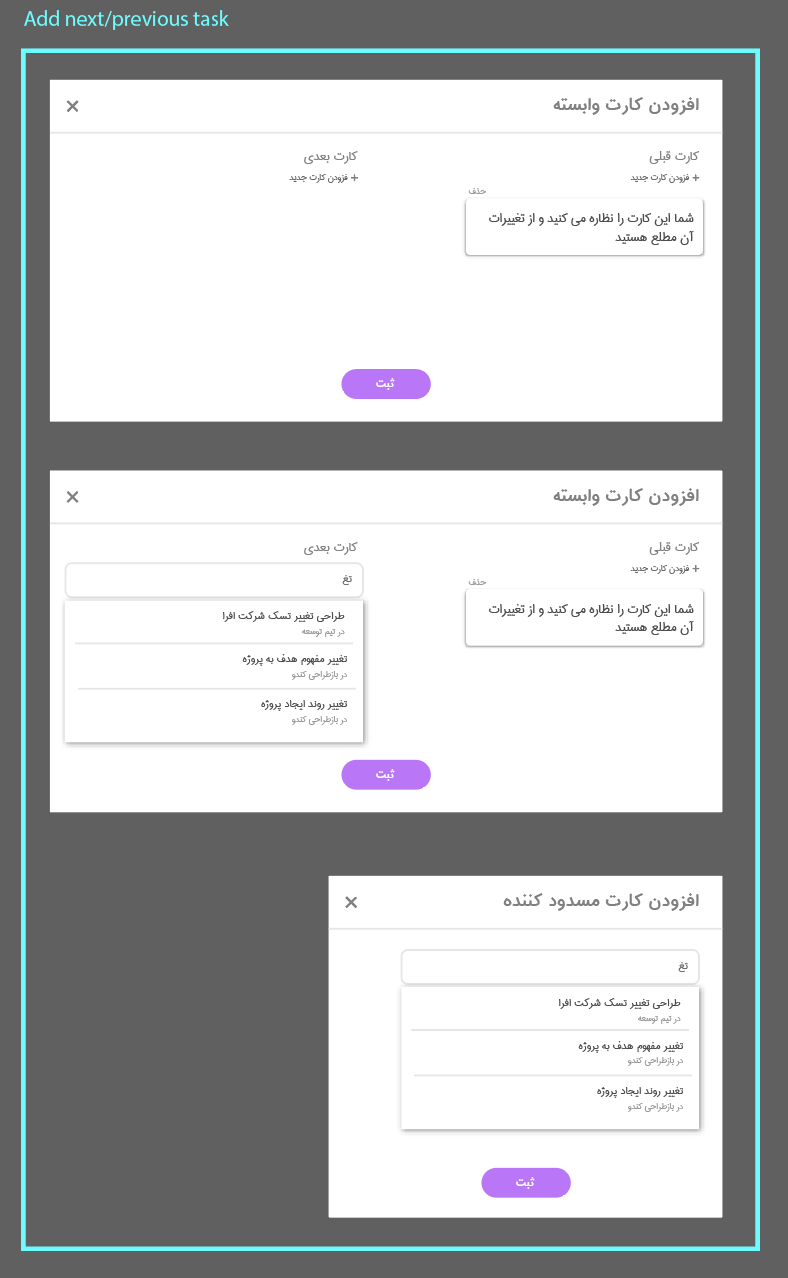 Add next/previous task
افزودن کارت وابسته
×
کارت قبلی
+ فزودن کارت جدید
حذف
شما این کارت را نظاره می کنید و از تغییرات
آن مطلع هستید
کارت بعدی
+ فزودن کارت جدید
ثبت
افزودن کارت وابسته
×
کارت قبلی
+ فزودن کارت جدید
حذف
شما این کارت را نظاره می کنید و از تغییرات
آن مطلع هستید
کارت بعدی
تغ
طراحی تغییر تسک شرکت افرا
در تیم توسعه
تغییر مفهوم هدف به پروژه
در بازطراحی کندو
تغییر روند ایجاد پروژه
در بازطراحی کندو
ثبت
افزودن کارت مسدود کننده
×
تغ
طراحی تغییر تسک شرکت افرا
در تیم توسعه
تغییر مفهوم هدف به پروژه
در بازطراحی کندو
تغییر روند ایجاد پروژه
در بازطراحی کندو
ثبت